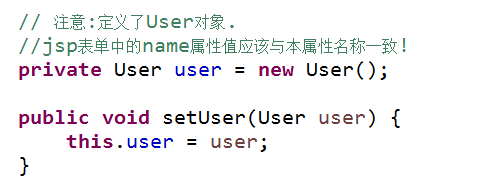 // 注意:定义了User对象.
//jsp表单中的name属性值应该与本属性名称一致!
private User user = new User();
public void setUser(User user) {
this.user = user;
}